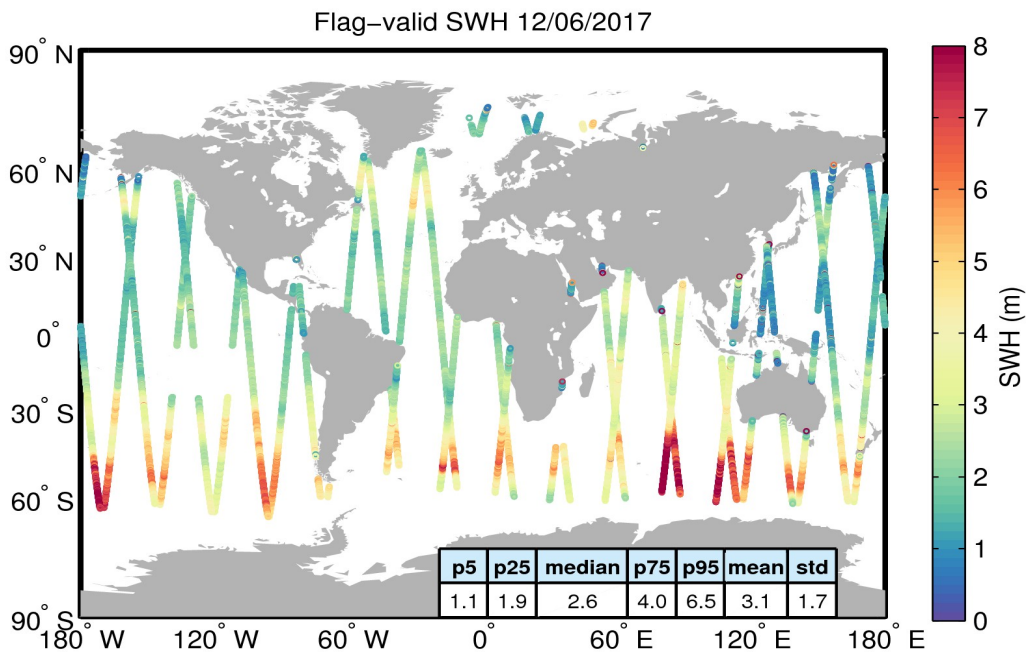 Flag−valid SWH 12/06/2017
90° N
60° N
30° N
0°
30° S
60° S
90° S
180° W
120° W
60° W
0°
60° E
120° E
180° E
p5 p25 median p75 p95 mean std
1.1 1.9 2.6 4.0 6.5 3.1 1.7
8
7
6
5
4
3
2
1
0
SWH (m)